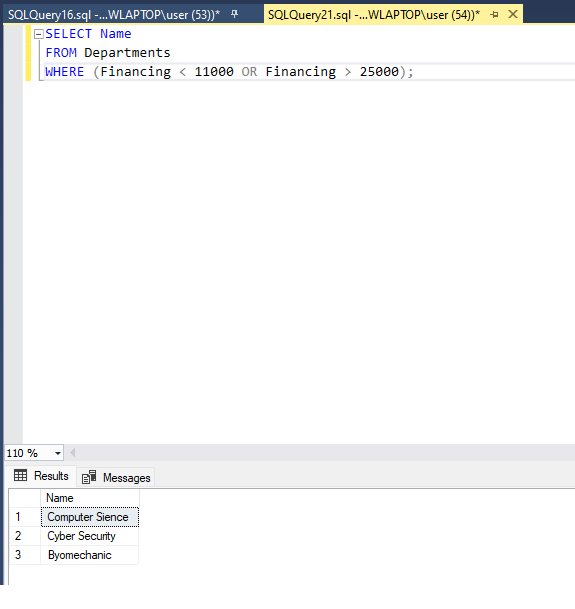 SQLQuery16.sql -...WLAPTOP\user (53))* SQLQuery21.sql -...WLAPTOP\user (54))*
SELECT Name
FROM Departments
WHERE (Financing < 11000 OR Financing > 25000);
110 %
Results Messages
Name
1 Computer Sience
2 Cyber Security
3 Byomechanic